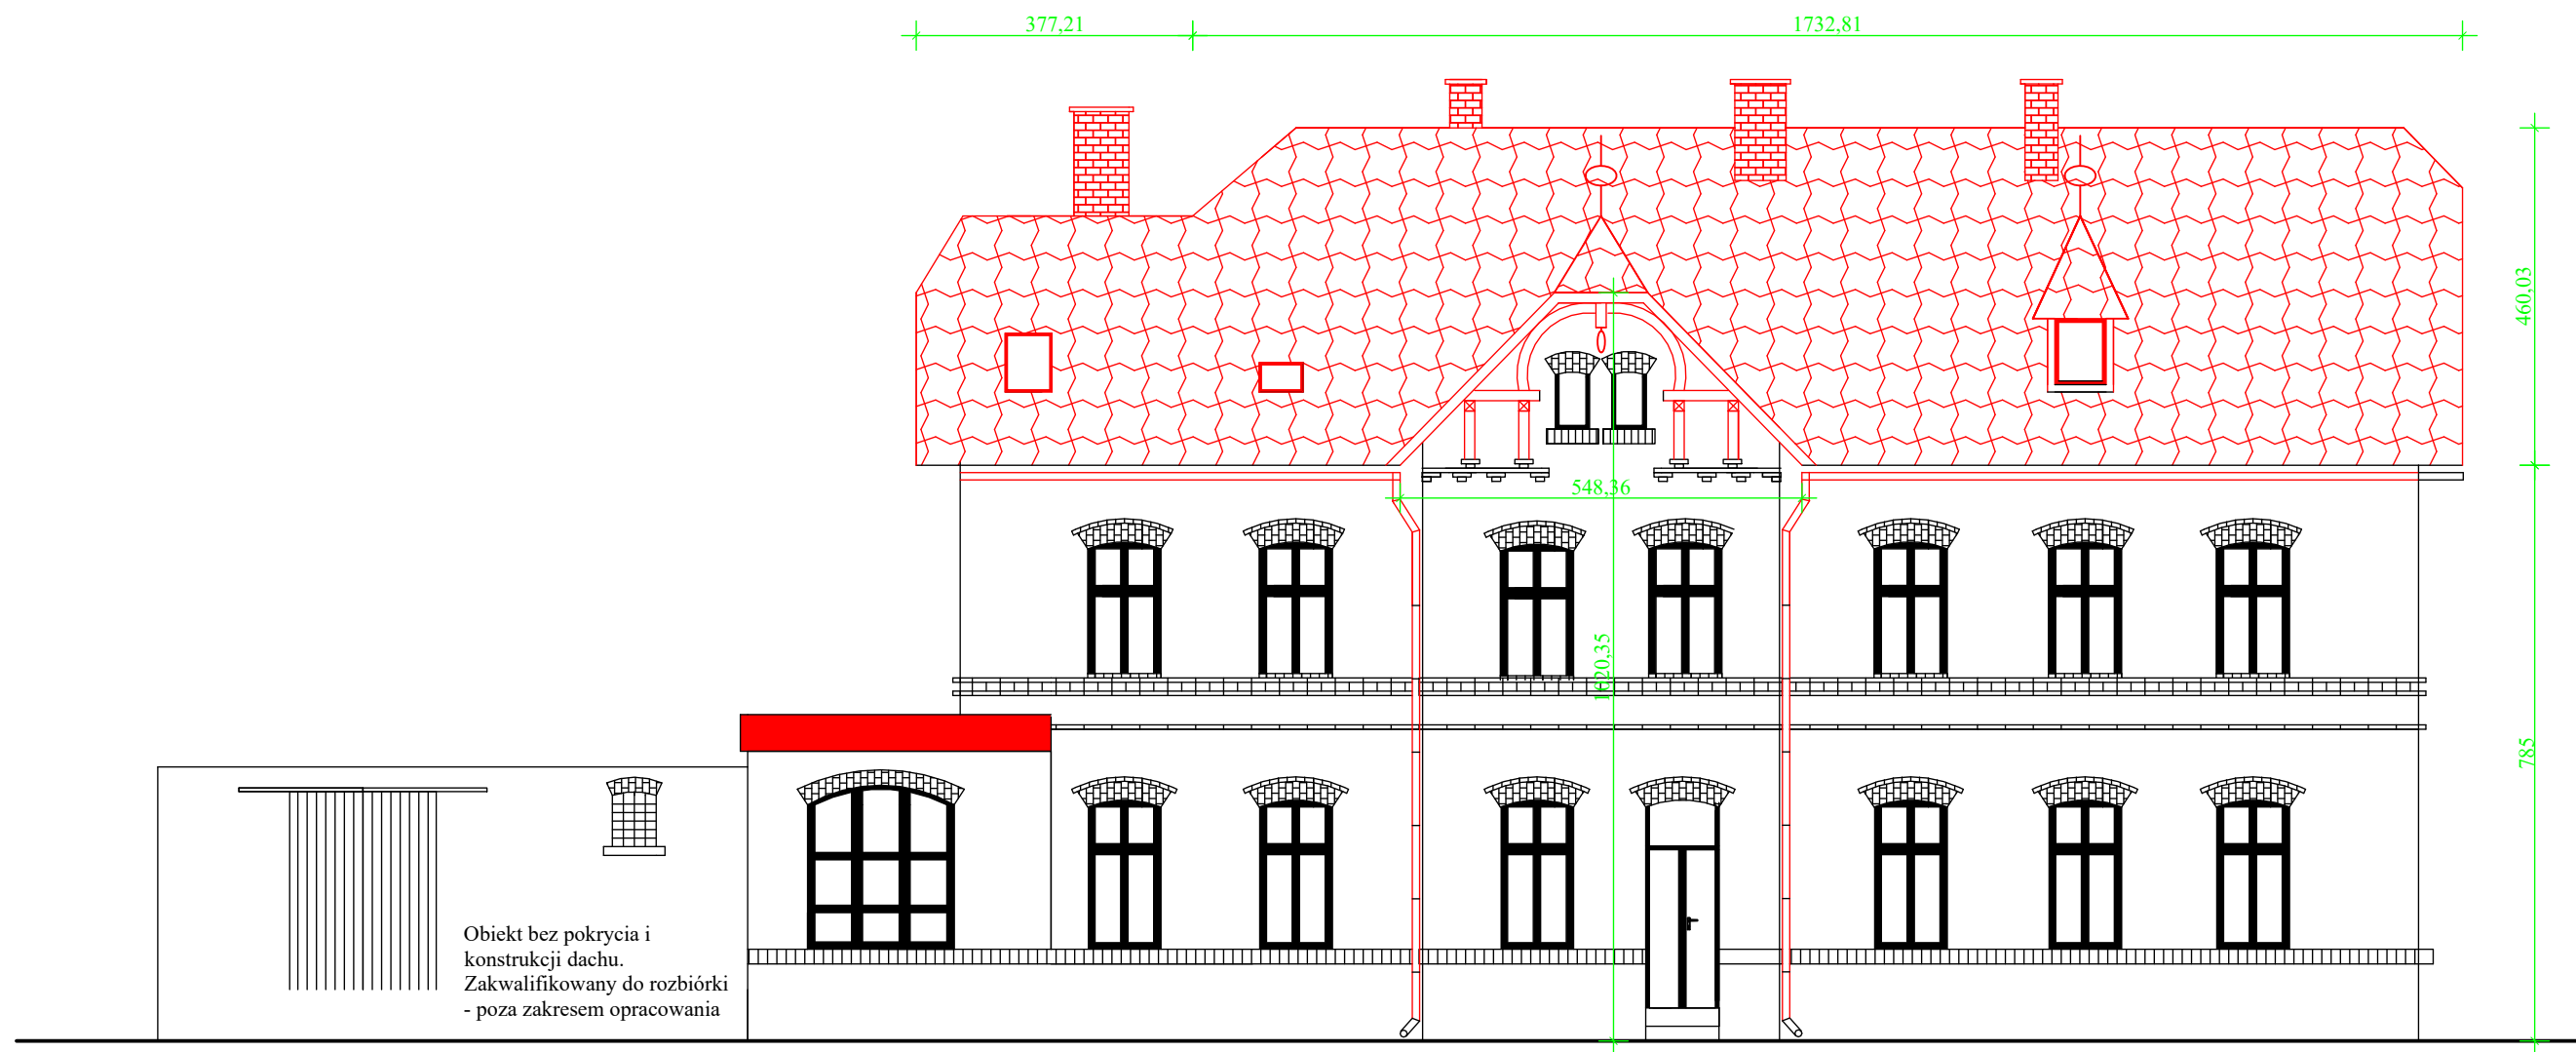 377,21
1732,81
460,03
548,36
1020,35
785
Obiekt bez pokrycia i
konstrukcji dachu.
Zakwalifikowany do rozbiórki
- poza zakresem opracowania